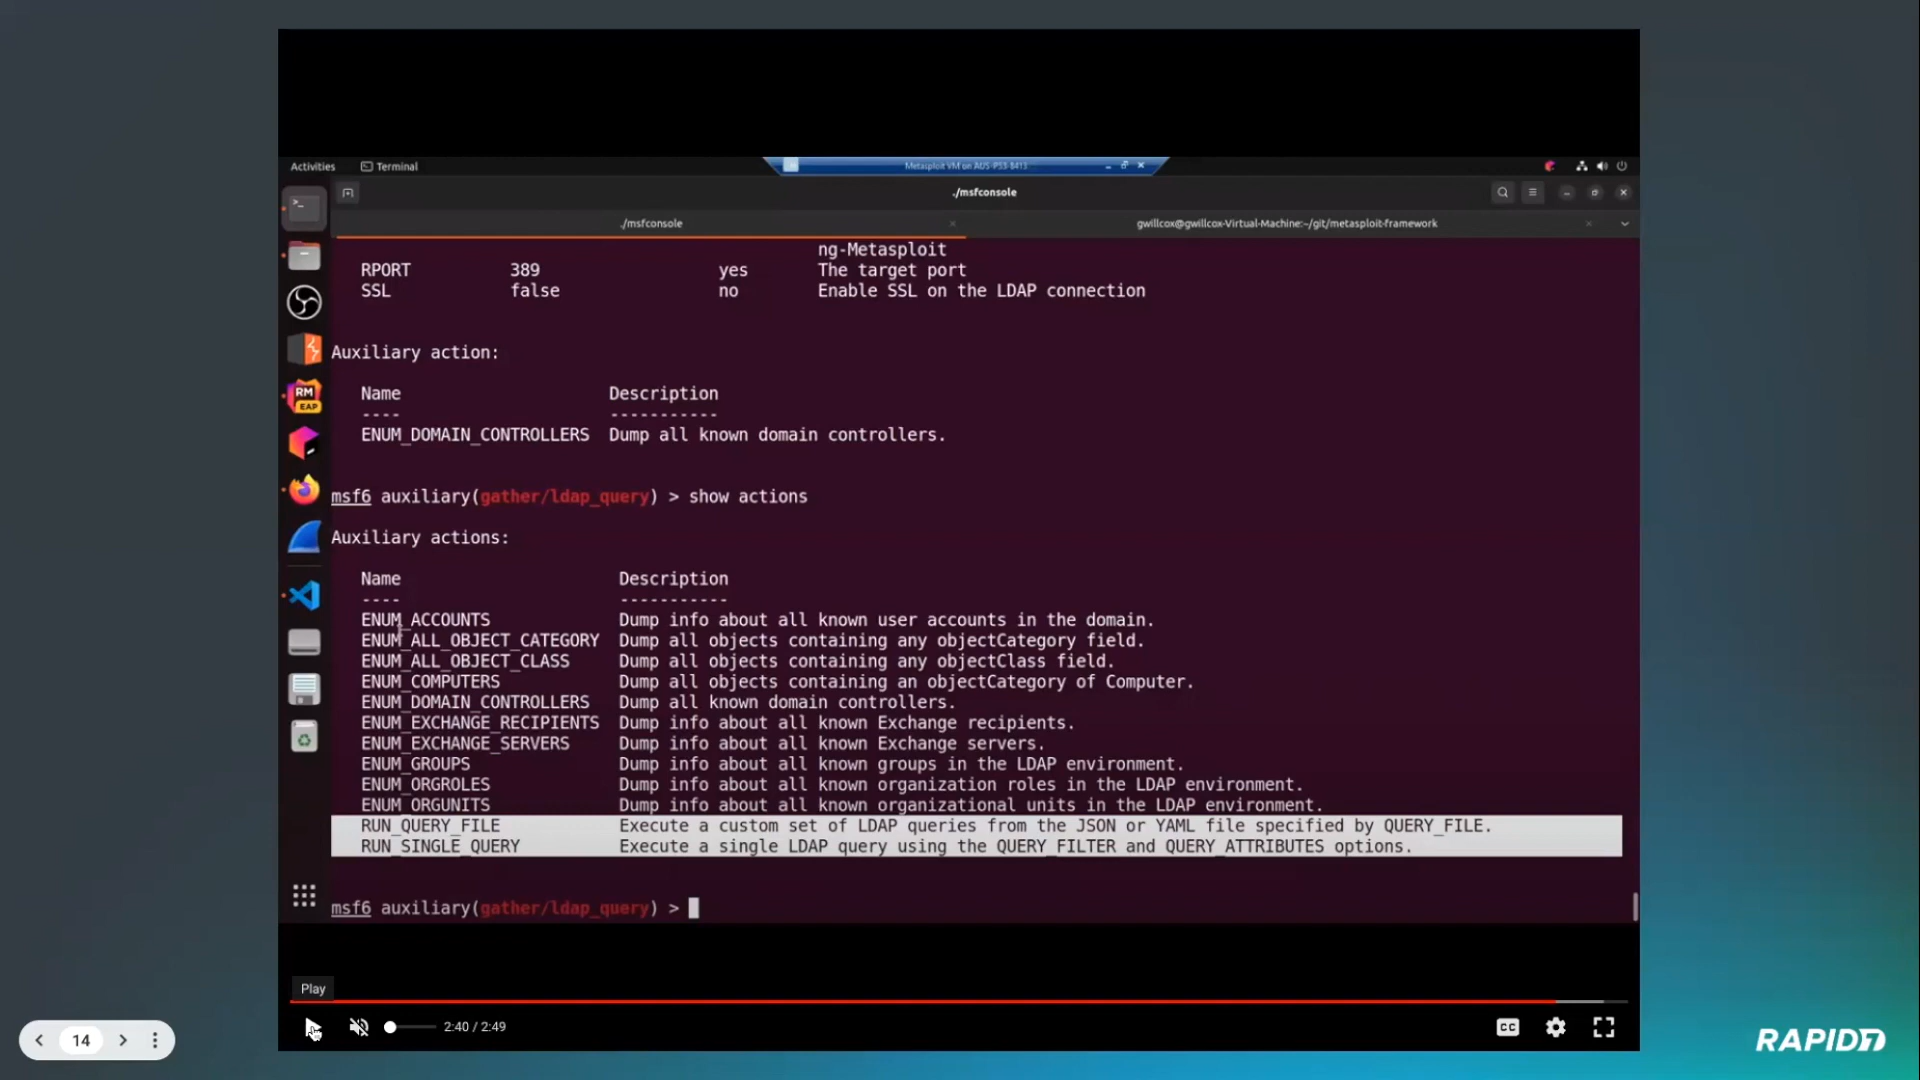 Activities Terminal Metasploit VM on AUS-PS3-8413
./msfconsole
./msfconsole gwillcox@gwillcox-Virtual-Machine:~/git/metasploit-framework
ng-Metasploit
RPORT 389 yes The target port
SSL false no Enable SSL on the LDAP connection
Auxiliary action:
Name Description
---- -----------
ENUM_DOMAIN_CONTROLLERS Dump all known domain controllers.
msf6 auxiliary(gather/ldap_query) > show actions
Auxiliary actions:
Name Description
---- -----------
ENUM_ACCOUNTS Dump info about all known user accounts in the domain.
ENUM_ALL_OBJECT_CATEGORY Dump all objects containing any objectCategory field.
ENUM_ALL_OBJECT_CLASS Dump all objects containing any objectClass field.
ENUM_COMPUTERS Dump all objects containing an objectCategory of Computer.
ENUM_DOMAIN_CONTROLLERS Dump all known domain controllers.
ENUM_EXCHANGE_RECIPIENTS Dump info about all known Exchange recipients.
ENUM_EXCHANGE_SERVERS Dump info about all known Exchange servers.
ENUM_GROUPS Dump info about all known groups in the LDAP environment.
ENUM_ORGROLES Dump info about all known organization roles in the LDAP environment.
ENUM_ORGUNITS Dump info about all known organizational units in the LDAP environment.
RUN_QUERY_FILE Execute a custom set of LDAP queries from the JSON or YAML file specified by QUERY_FILE.
RUN_SINGLE_QUERY Execute a single LDAP query using the QUERY_FILTER and QUERY_ATTRIBUTES options.
msf6 auxiliary(gather/ldap_query) >
RM
EAP
Play
2:40 / 2:49
CC
14
RAPID7